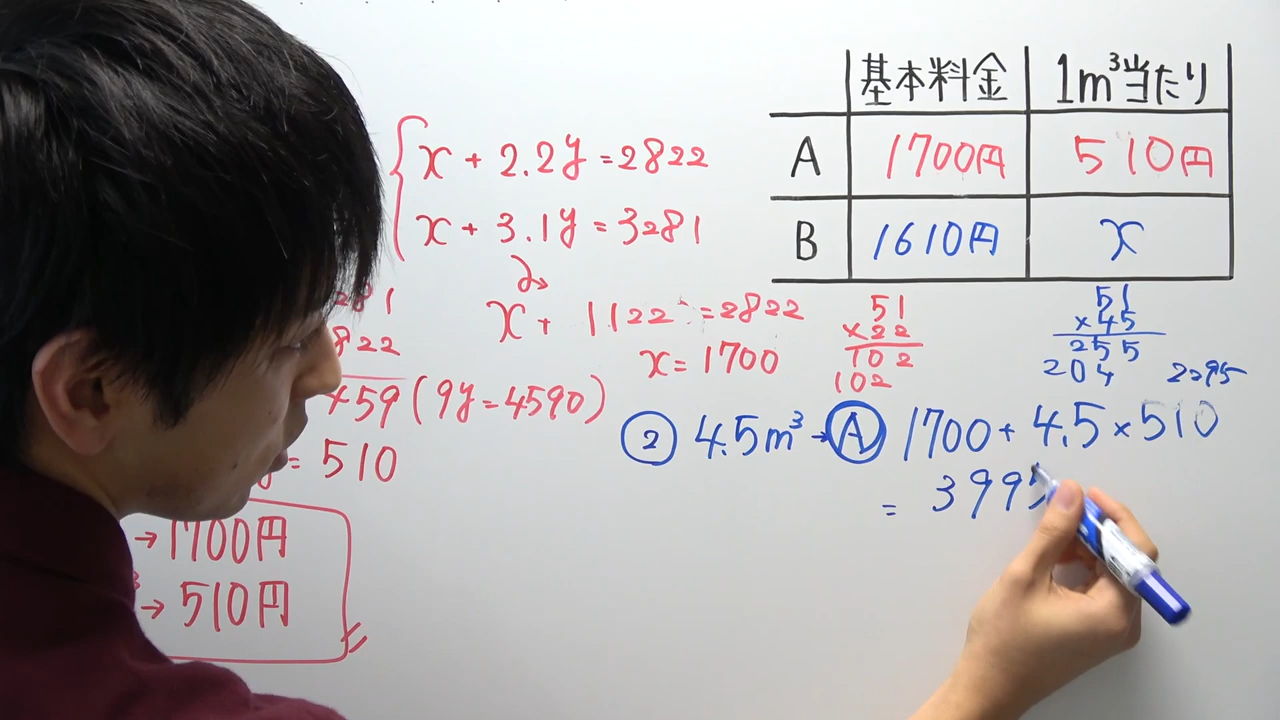 基本料金 1m³当たり
A 1700円 510円
B 1610円 x
x + 2.2y = 2822
x + 3.1y = 3281
x + 1122 = 2822
x = 1700
281
822
459 (9y = 4590)
= 510
→ 1700円
→ 510円
51
×22
102
102
51
×45
255
204
2295
② 4.5m³ → Ⓐ 1700 + 4.5 × 510
= 3995